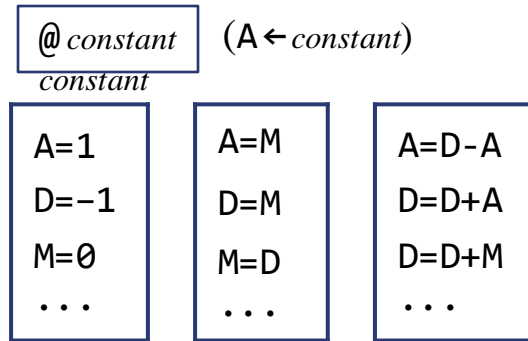 @ constant (A←constant)
constant
A=1
D=−1
M=0
...
A=M
D=M
M=D
...
A=D-A
D=D+A
D=D+M
...